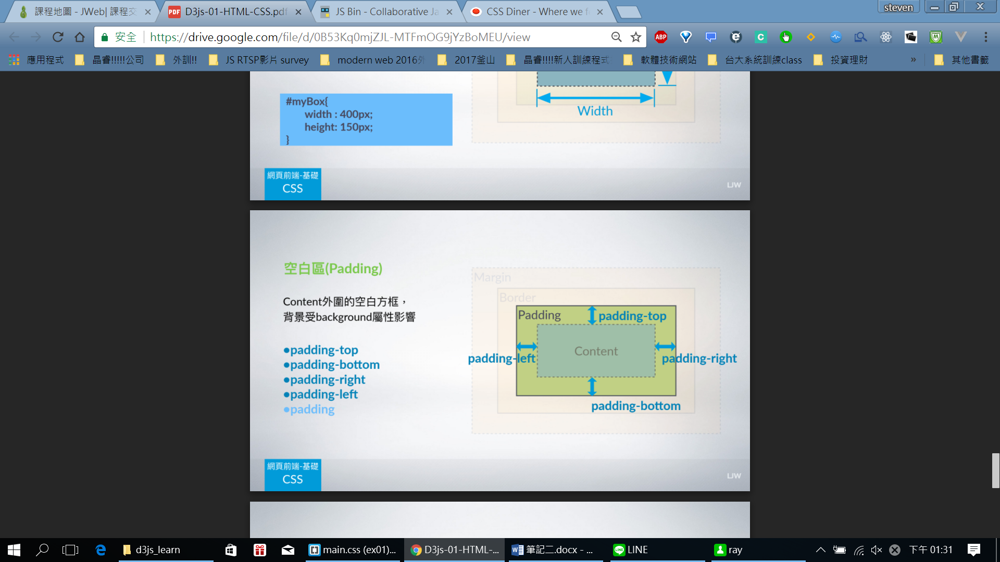 課程地圖 - JWeb| 課程交
D3js-01-HTML-CSS.pdf
JS Bin - Collaborative Ja
CSS Diner - Where we f
steven
安全
https://drive.google.com/file/d/0B53Kq0mjZJL-MTFmOG9jYzBoMEU/view
ABP
應用程式
晶睿!!!!!公司
外訓!!
JS RTSP影片 survey
modern web 2016外
2017釜山
晶睿!!!!新人訓練程式
軟體技術網站
台大系統訓練class
投資理財
»
其他書籤
#myBox{
width : 400px;
height: 150px;
}
Width
網頁前端-基礎
CSS
LJW
空白區(Padding)
Content外圍的空白方框，
背景受background屬性影響
●padding-top
●padding-bottom
●padding-right
●padding-left
●padding
Margin
Border
Padding
padding-top
Content
padding-left
padding-right
padding-bottom
網頁前端-基礎
CSS
LJW
d3js_learn
main.css (ex01)...
D3js-01-HTML-...
筆記二.docx - ...
LINE
ray
下午 01:31